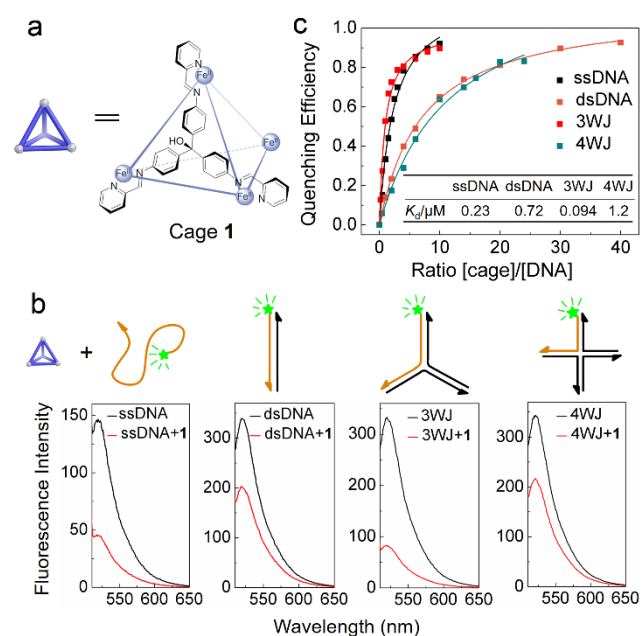 a
Feᴵᴵ
N
N
HO
Feᴵᴵ
Feᴵᴵ
N
N
Feᴵᴵ
N
N
Cage 1
c
Quenching Efficiency
1.0
0.8
0.6
0.4
0.2
0.0
ssDNA
dsDNA
3WJ
4WJ
ssDNA dsDNA 3WJ 4WJ
Kd/μM 0.23 0.72 0.094 1.2
0 10 20 30 40
Ratio [cage]/[DNA]
b
+
Fluorescence Intensity
150
100
50
0
ssDNA
ssDNA+1
550 600 650
300
200
100
0
dsDNA
dsDNA+1
550 600 650
300
200
100
0
3WJ
3WJ+1
550 600 650
300
200
100
0
4WJ
4WJ+1
550 600 650
Wavelength (nm)